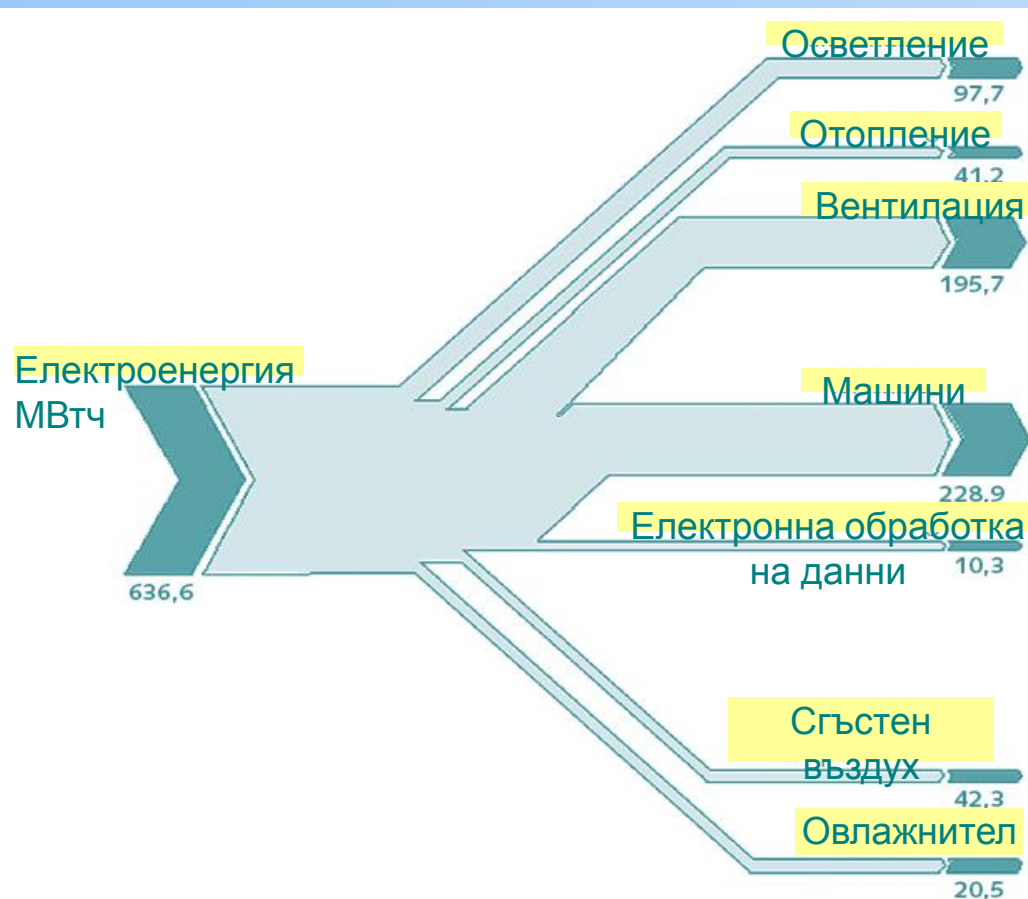 Осветление
97,7
Отопление
41,2
Вентилация
195,7
Електроенергия
МВтч
636,6
Машини
228,9
Електронна обработка
на данни
10,3
Сгъстен
въздух
42,3
Овлажнител
20,5